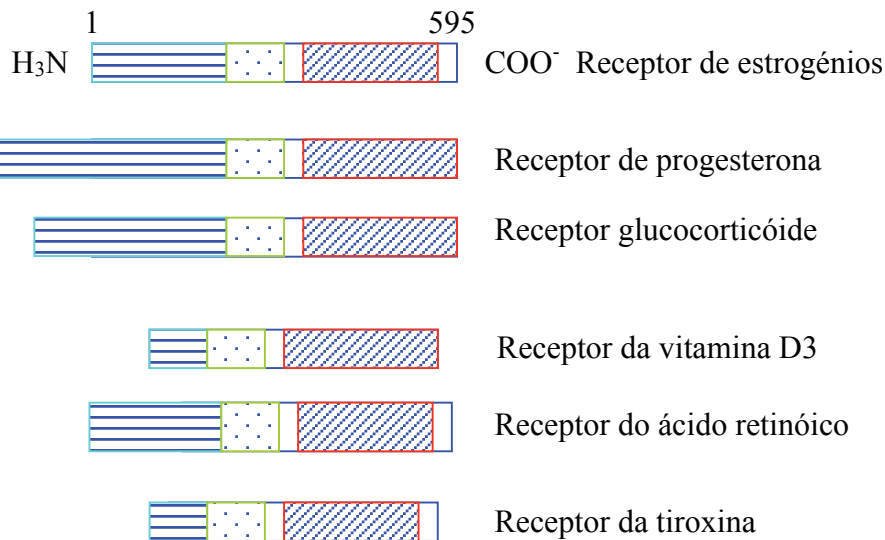 1 595
H₃N COO⁻ Receptor de estrogénios
Receptor de progesterona
Receptor glucocorticóide
Receptor da vitamina D3
Receptor do ácido retinóico
Receptor da tiroxina